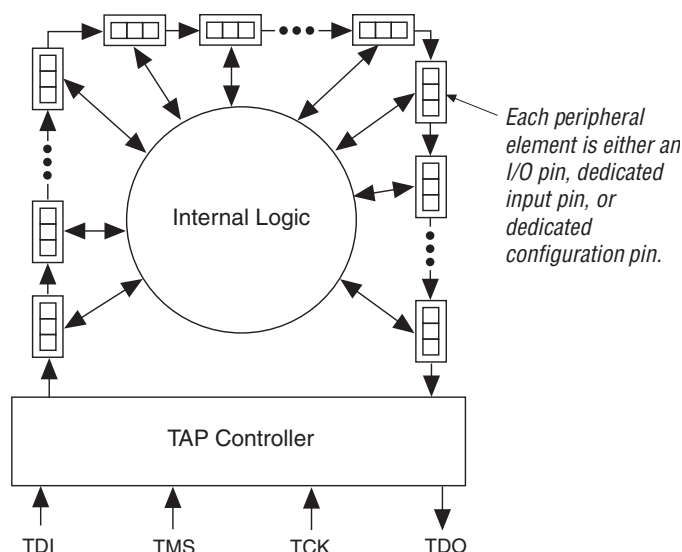 Each peripheral
element is either an
I/O pin, dedicated
input pin, or
dedicated
configuration pin.
Internal Logic
TAP Controller
TDI
TMS
TCK
TDO